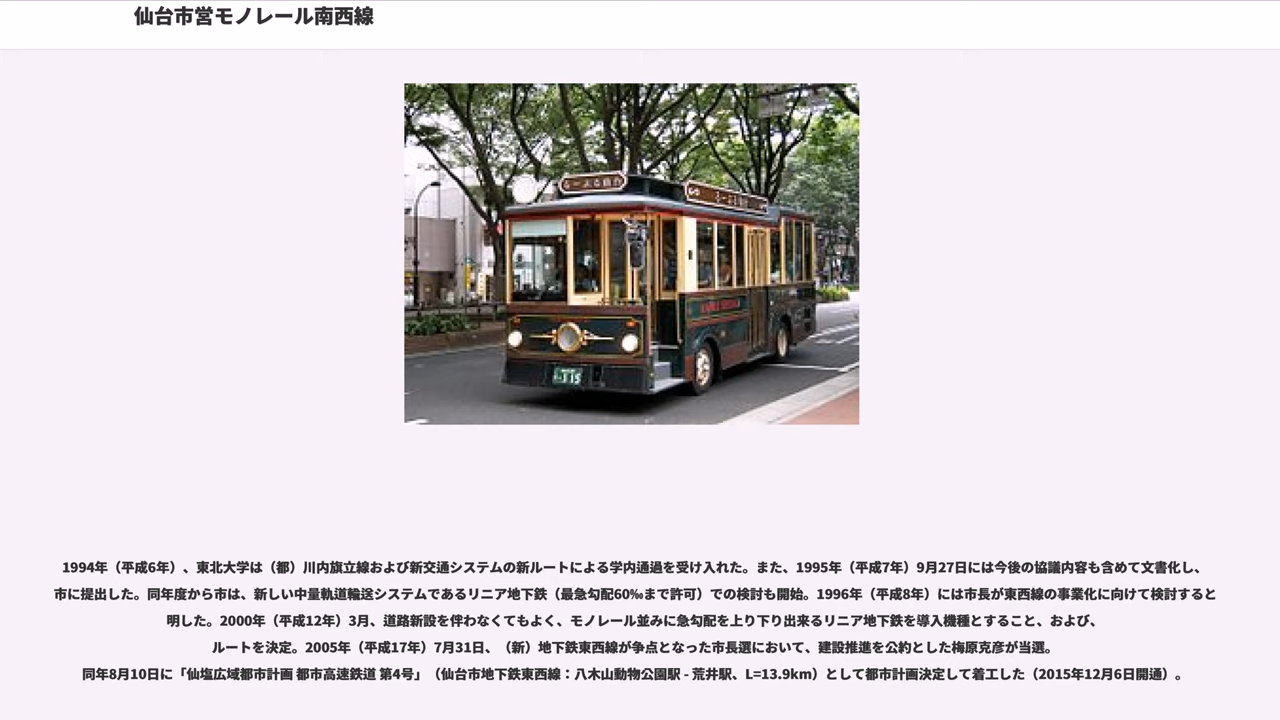 仙台市営モノレール南西線
るーぷる仙台
るーぷる仙台
・115
1994年（平成6年）、東北大学は（都）川内旗立線および新交通システムの新ルートによる学内通過を受け入れた。また、1995年（平成7年）9月27日には今後の協議内容も含めて文書化し、
市に提出した。同年度から市は、新しい中量軌道輸送システムであるリニア地下鉄（最急勾配60‰まで許可）での検討も開始。1996年（平成8年）には市長が東西線の事業化に向けて検討すると
明した。2000年（平成12年）3月、道路新設を伴わなくてもよく、モノレール並みに急勾配を上り下り出来るリニア地下鉄を導入機種とすること、および、
ルートを決定。2005年（平成17年）7月31日、（新）地下鉄東西線が争点となった市長選において、建設推進を公約とした梅原克彦が当選。
同年8月10日に「仙塩広域都市計画 都市高速鉄道 第4号」（仙台市地下鉄東西線：八木山動物公園駅 - 荒井駅、L=13.9km）として都市計画決定して着工した（2015年12月6日開通）。